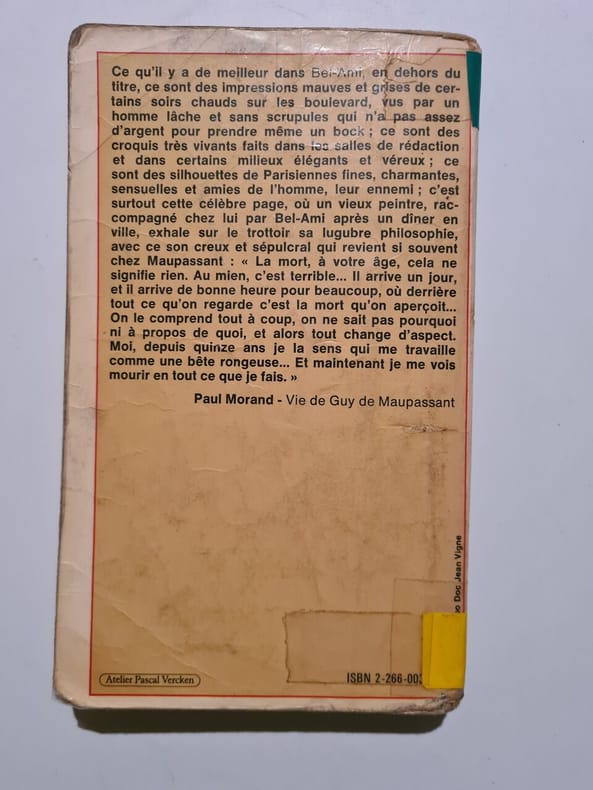 Ce qu'il y a de meilleur dans Bel-Ami, en dehors du
titre, ce sont des impressions mauves et grises de cer-
tains soirs chauds sur les boulevard, vus par un
homme lâche et sans scrupules qui n'a pas assez
d'argent pour prendre même un bock ; ce sont des
croquis très vivants faits dans les salles de rédaction
et dans certains milieux élégants et véreux ; ce
sont des silhouettes de Parisiennes fines, charmantes,
sensuelles et amies de l'homme, leur ennemi ; c'est
surtout cette célèbre page, où un vieux peintre, rac-
compagné chez lui par Bel-Ami après un dîner en
ville, exhale sur le trottoir sa lugubre philosophie,
avec ce son creux et sépulcral qui revient si souvent
chez Maupassant : « La mort, à votre âge, cela ne
signifie rien. Au mien, c'est terrible... Il arrive un jour,
et il arrive de bonne heure pour beaucoup, où derrière
tout ce qu'on regarde c'est la mort qu'on aperçoit...
On le comprend tout à coup, on ne sait pas pourquoi
ni à propos de quoi, et alors tout change d'aspect.
Moi, depuis quinze ans je la sens qui me travaille
comme une bête rongeuse... Et maintenant je me vois
mourir en tout ce que je fais. »
Paul Morand - Vie de Guy de Maupassant
Doc Jean Vigne
ISBN 2-266-00
Atelier Pascal Vercken